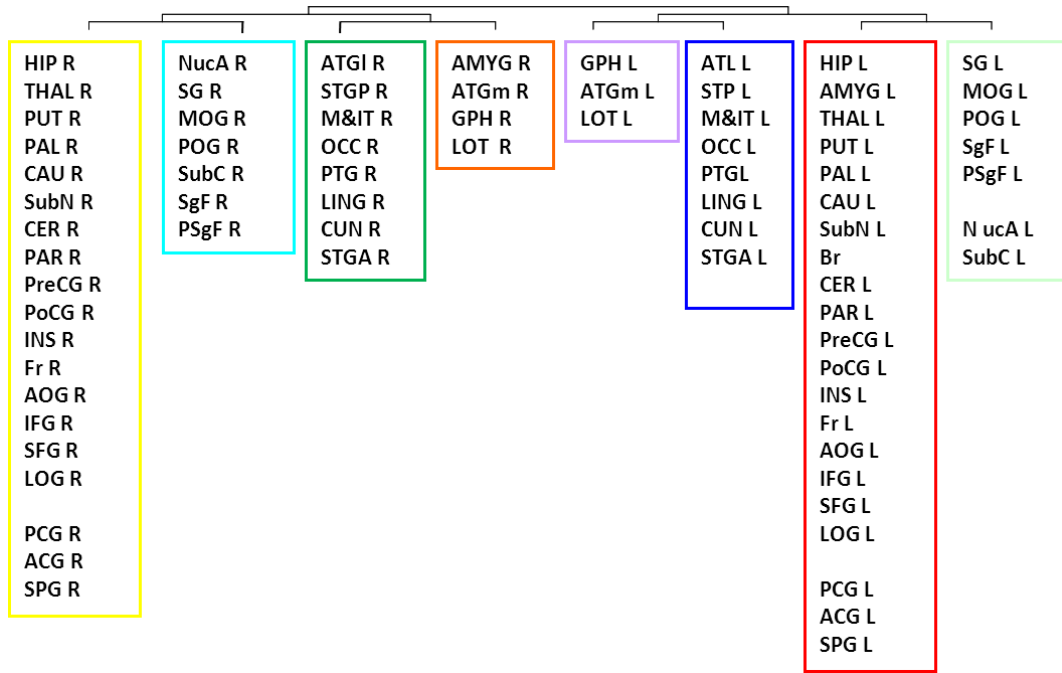 HIP R
THAL R
PUT R
PAL R
CAU R
SubN R
CER R
PAR R
PreCG R
PoCG R
INS R
Fr R
AOG R
IFG R
SFG R
LOG R
PCG R
ACG R
SPG R
NucA R
SG R
MOG R
POG R
SubC R
SgF R
PSgF R
ATGl R
STGP R
M&IT R
OCC R
PTG R
LING R
CUN R
STGA R
AMYG R
ATGm R
GPH R
LOT R
GPH L
ATGm L
LOT L
ATL L
STP L
M&IT L
OCC L
PTGL
LING L
CUN L
STGA L
HIP L
AMYG L
THAL L
PUT L
PAL L
CAU L
SubN L
Br
CER L
PAR L
PreCG L
PoCG L
INS L
Fr L
AOG L
IFG L
SFG L
LOG L
PCG L
ACG L
SPG L
SG L
MOG L
POG L
SgF L
PSgF L
N ucA L
SubC L